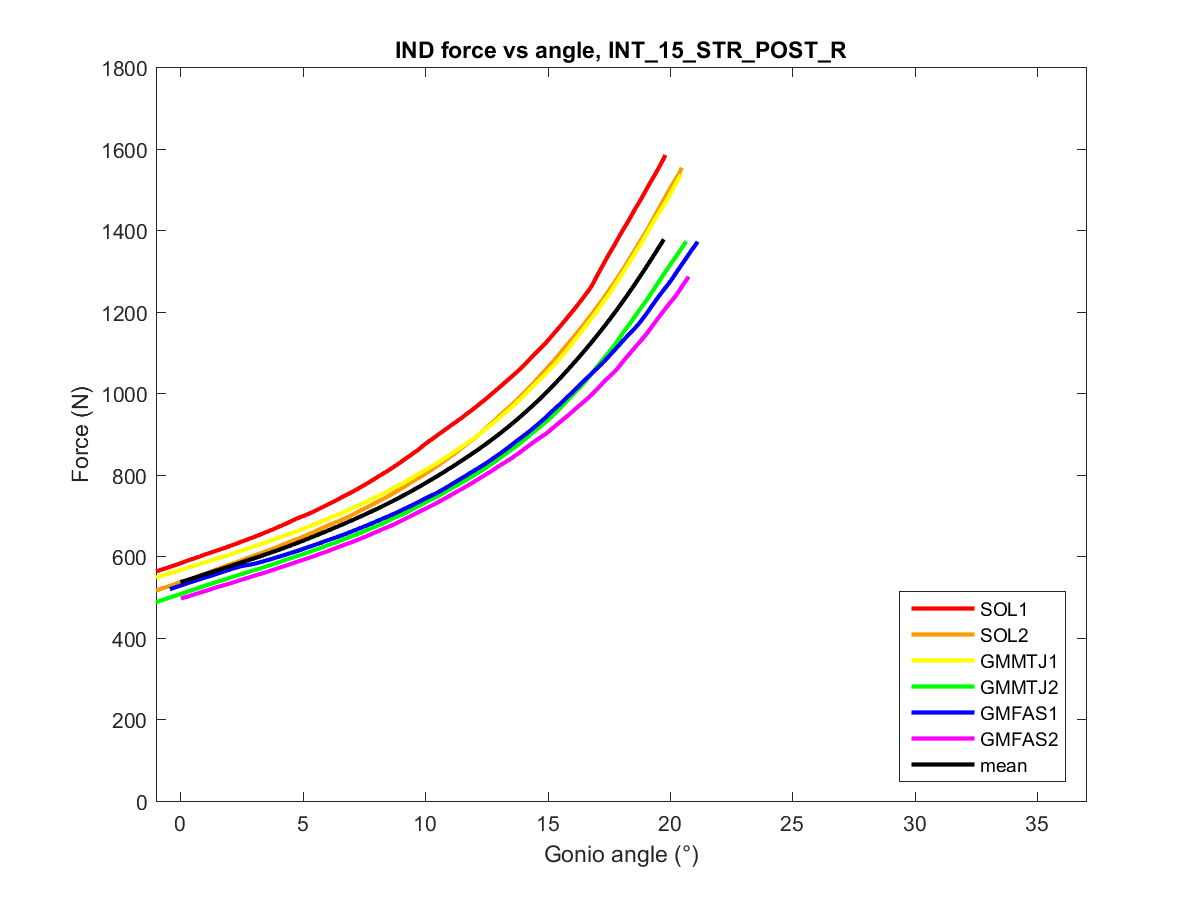 IND force vs angle, INT_15_STR_POST_R
1800
1600
1400
1200
1000
800
600
400
200
0
Force (N)
0 5 10 15 20 25 30 35
Gonio angle (°)
SOL1
SOL2
GMMTJ1
GMMTJ2
GMFAS1
GMFAS2
mean